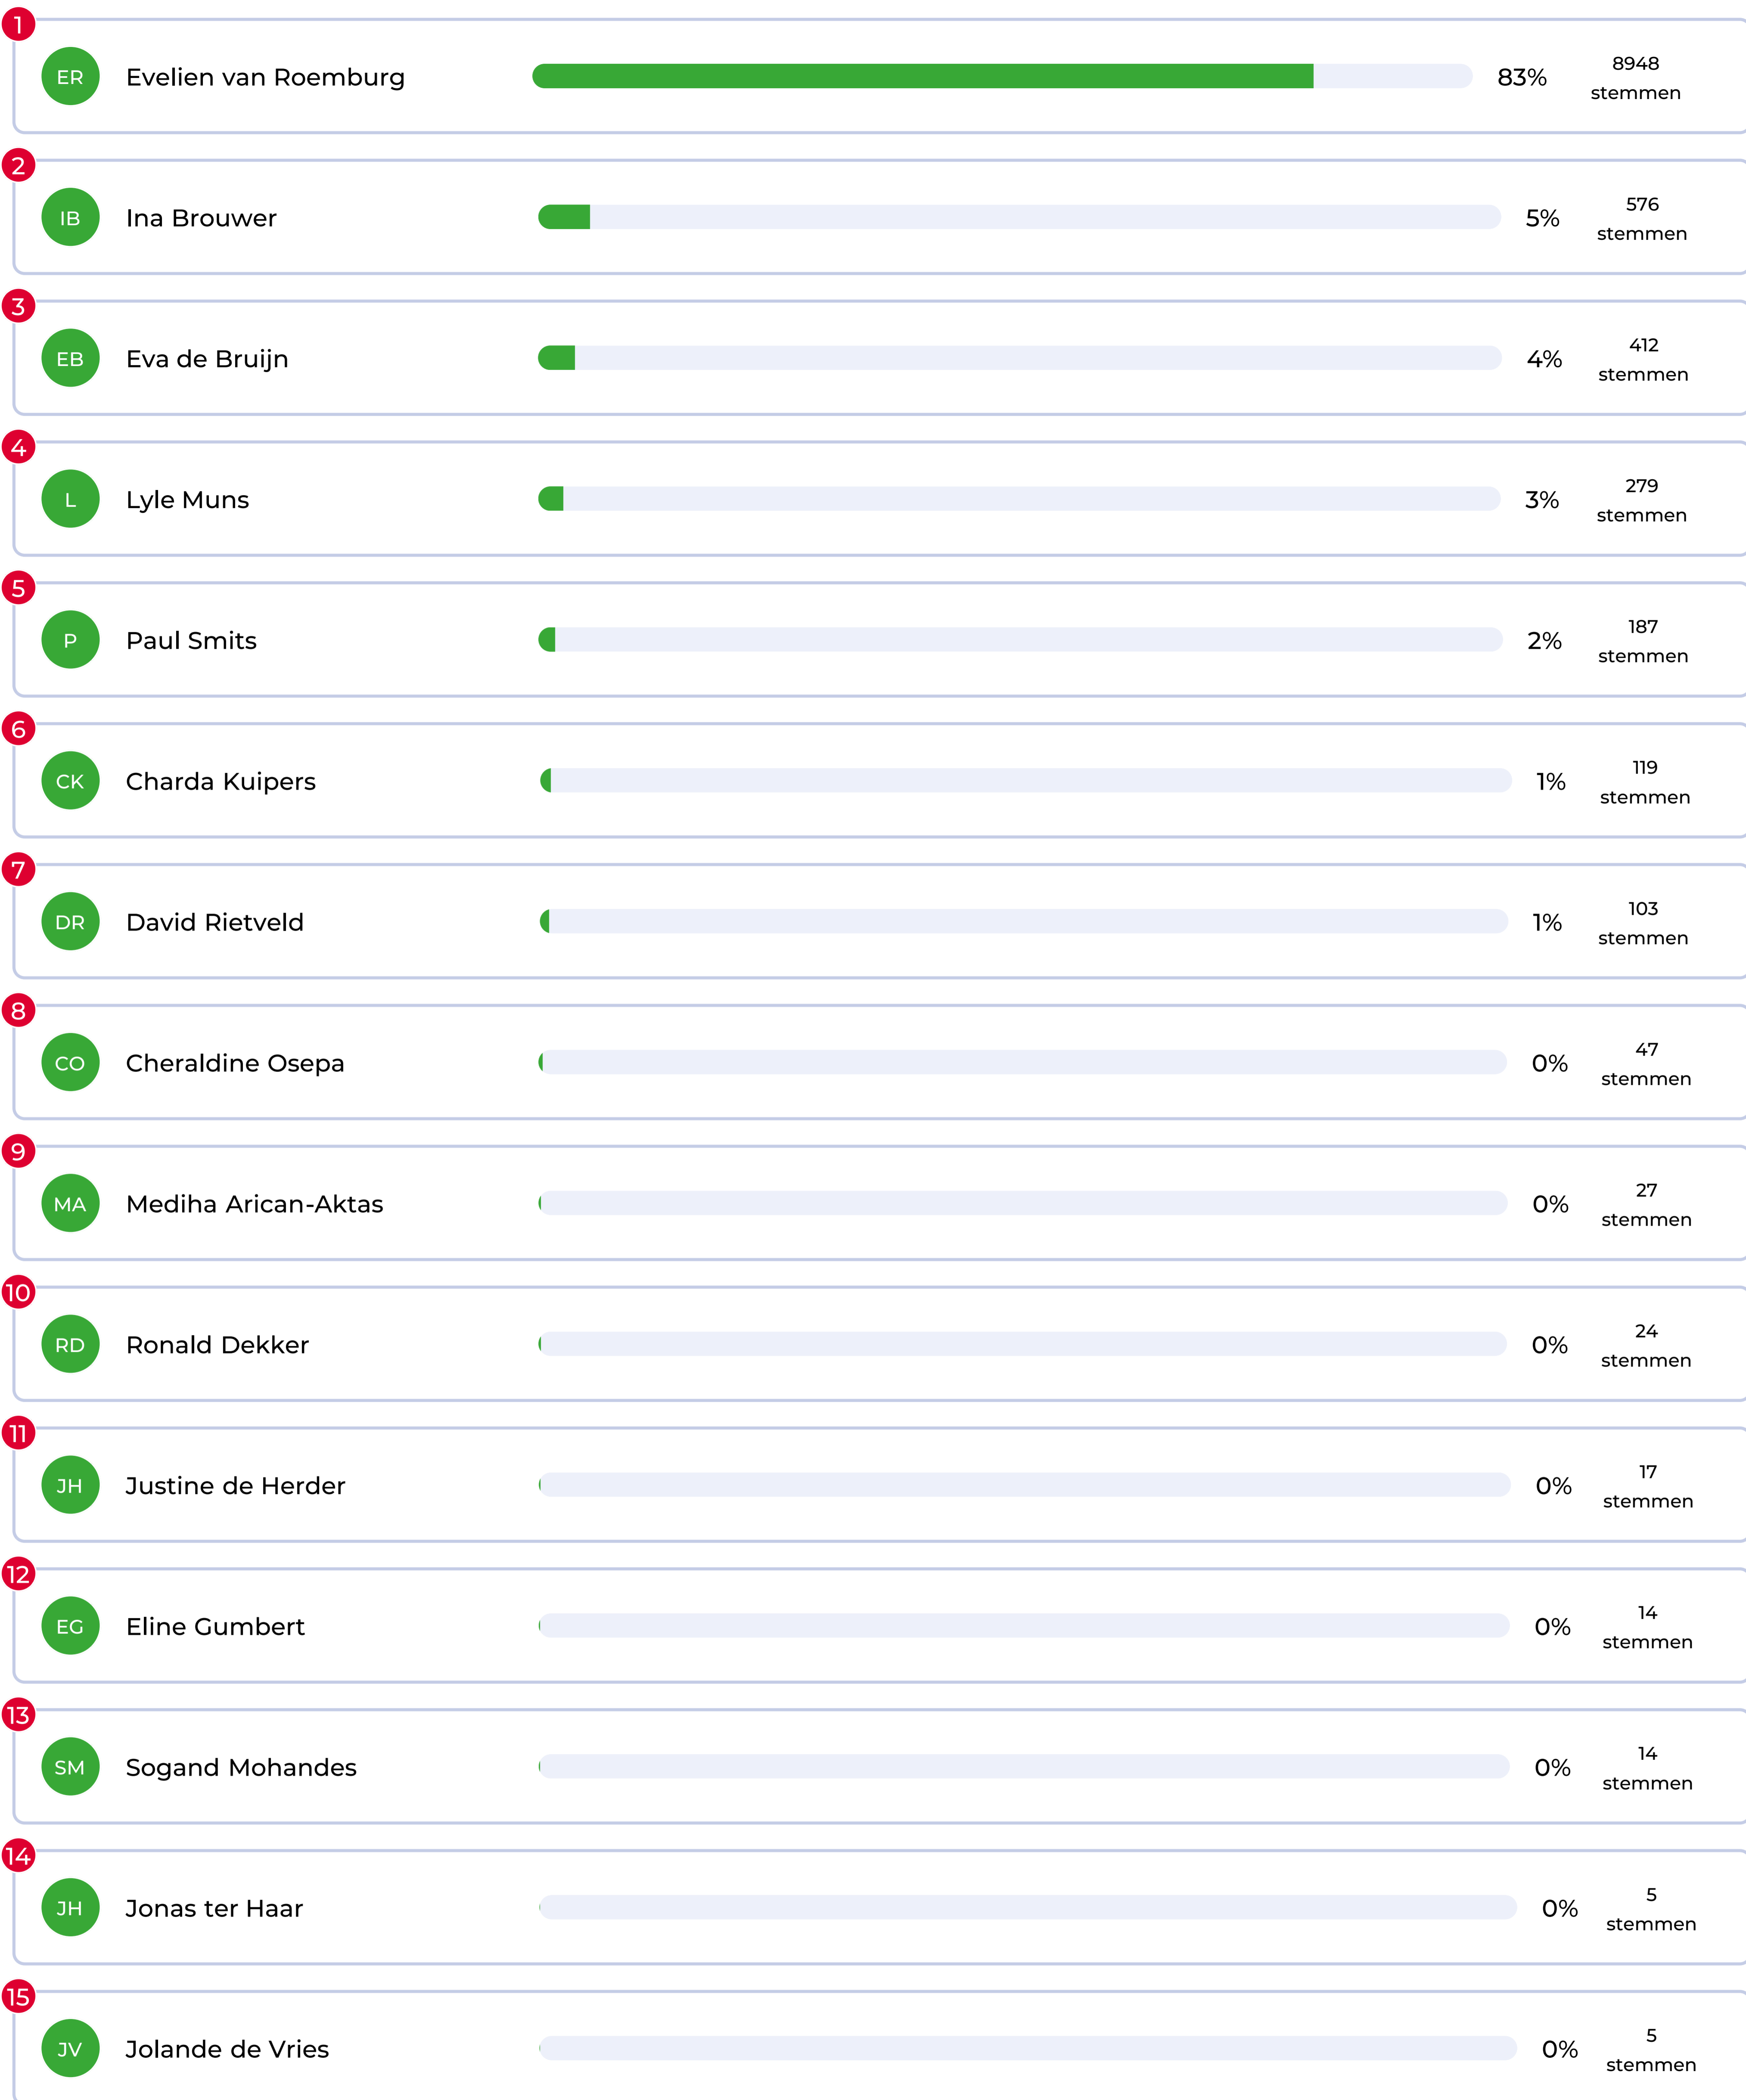 1
ER Evelien van Roemburg 83% 8948 stemmen
2
IB Ina Brouwer 5% 576 stemmen
3
EB Eva de Bruijn 4% 412 stemmen
4
L Lyle Muns 3% 279 stemmen
5
P Paul Smits 2% 187 stemmen
6
CK Charda Kuipers 1% 119 stemmen
7
DR David Rietveld 1% 103 stemmen
8
CO Cheraldine Osepa 0% 47 stemmen
9
MA Mediha Arican-Aktas 0% 27 stemmen
10
RD Ronald Dekker 0% 24 stemmen
11
JH Justine de Herder 0% 17 stemmen
12
EG Eline Gumbert 0% 14 stemmen
13
SM Sogand Mohandes 0% 14 stemmen
14
JH Jonas ter Haar 0% 5 stemmen
15
JV Jolande de Vries 0% 5 stemmen